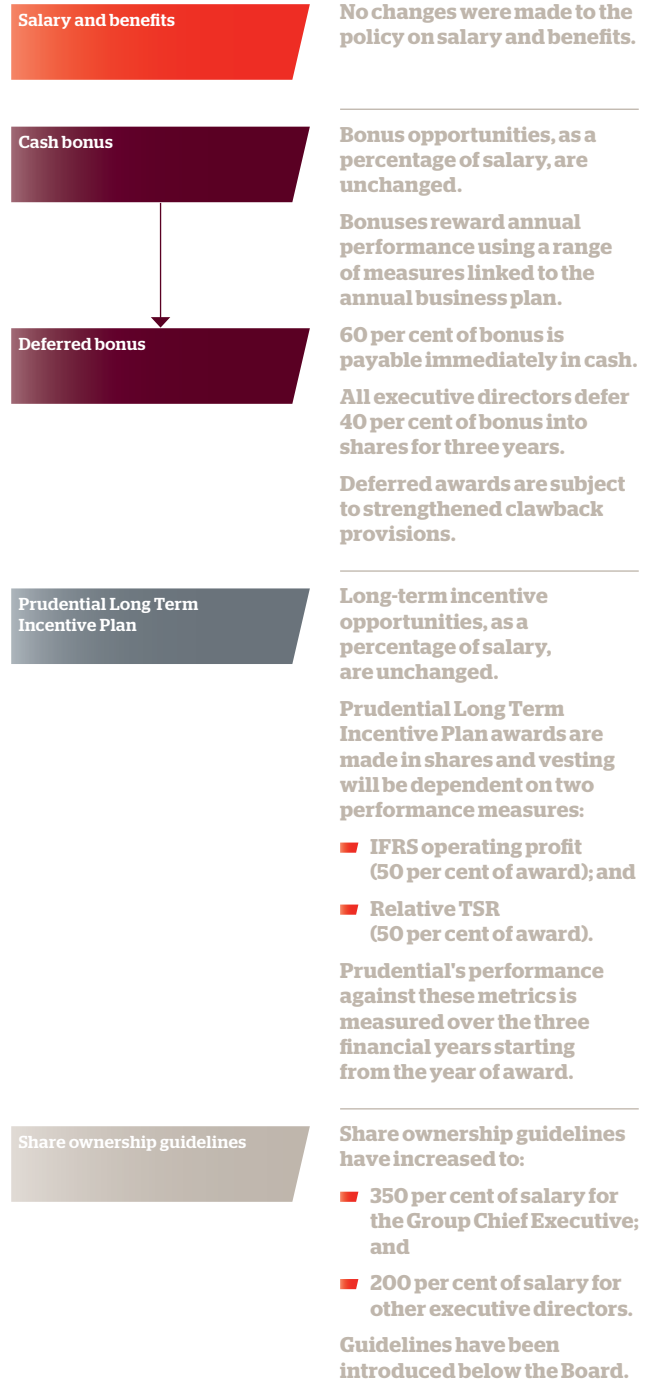 Salary and benefits
No changes were made to the
policy on salary and benefits.
Cash bonus
Bonus opportunities, as a
percentage of salary, are
unchanged.
Bonuses reward annual
performance using a range
of measures linked to the
annual business plan.
Deferred bonus
60 per cent of bonus is
payable immediately in cash.
All executive directors defer
40 per cent of bonus into
shares for three years.
Deferred awards are subject
to strengthened clawback
provisions.
Prudential Long Term
Incentive Plan
Long-term incentive
opportunities, as a
percentage of salary,
are unchanged.
Prudential Long Term
Incentive Plan awards are
made in shares and vesting
will be dependent on two
performance measures:
IFRS operating profit
(50 per cent of award); and
Relative TSR
(50 per cent of award).
Prudential's performance
against these metrics is
measured over the three
financial years starting
from the year of award.
Share ownership guidelines
Share ownership guidelines
have increased to:
350 per cent of salary for
the Group Chief Executive;
and
200 per cent of salary for
other executive directors.
Guidelines have been
introduced below the Board.